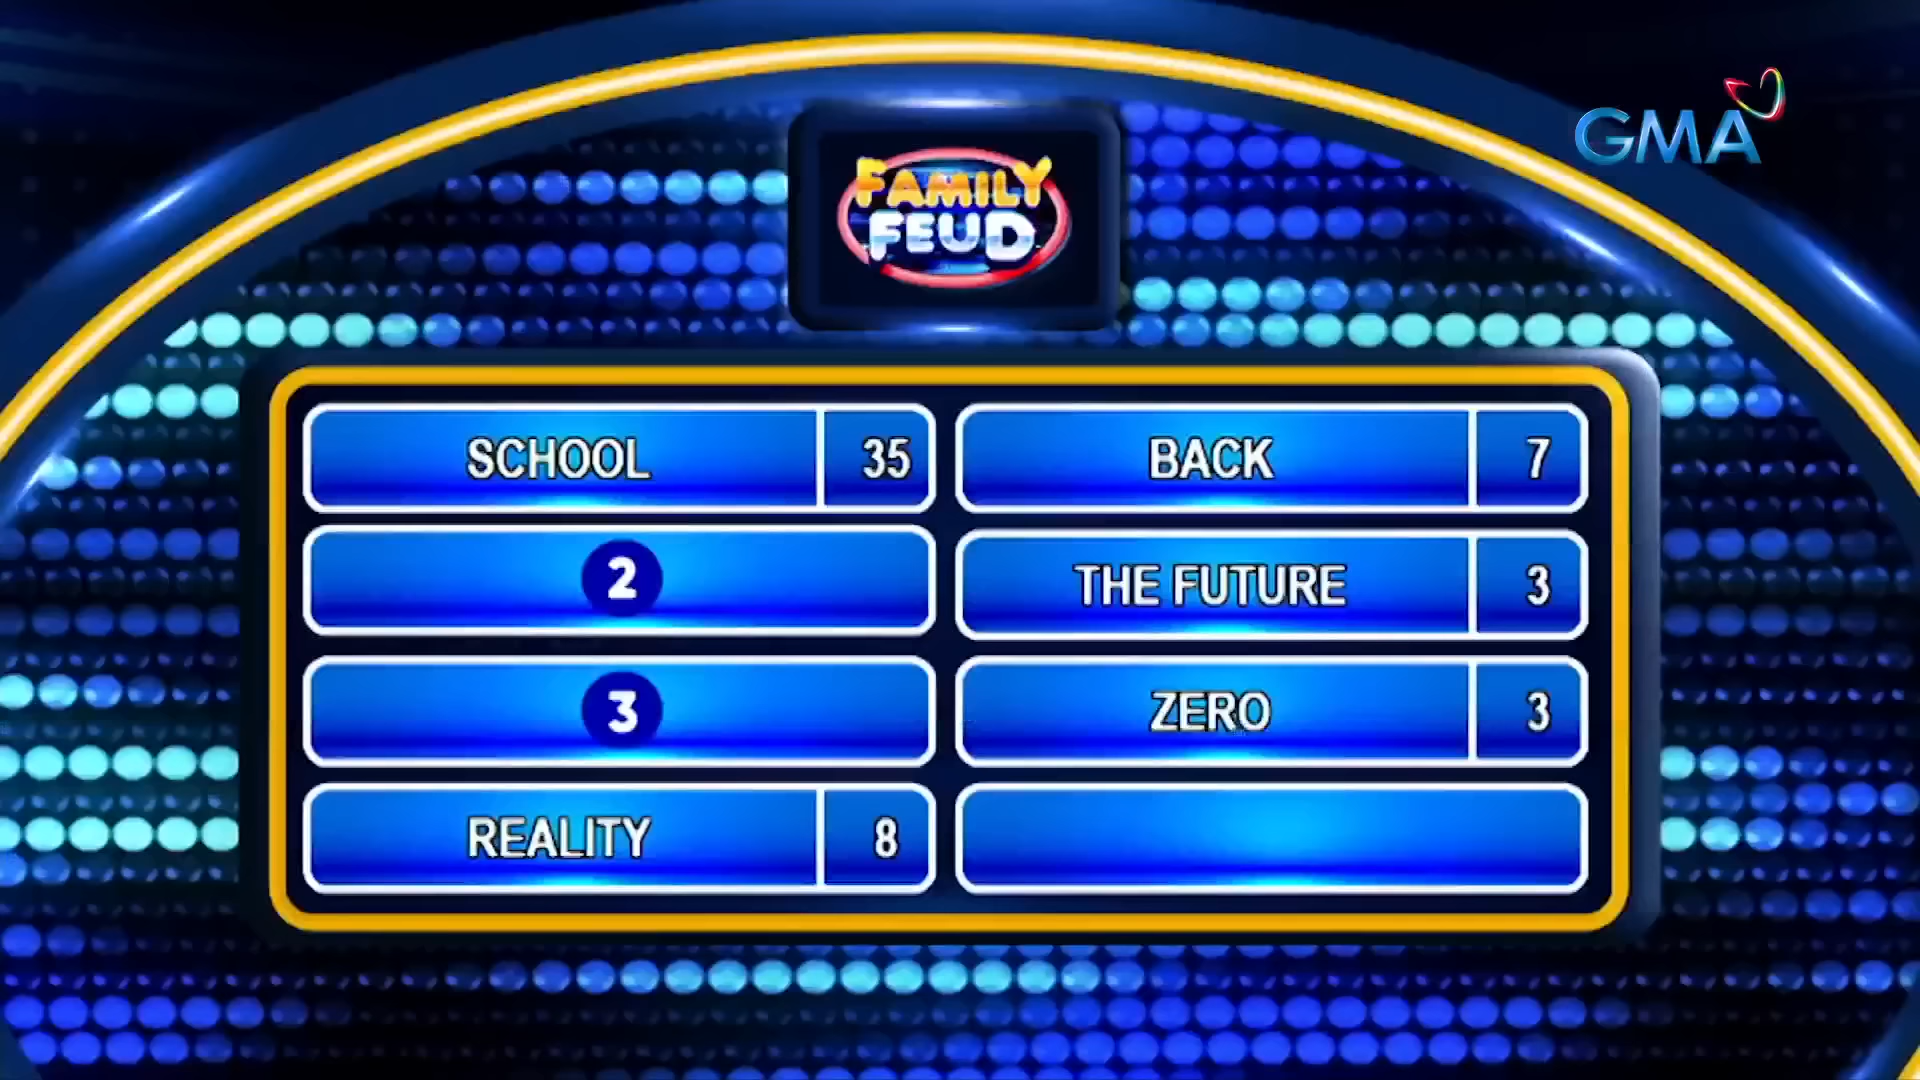 GMA
FAMILY
FEUD
SCHOOL 35
2
3
REALITY 8
BACK 7
THE FUTURE 3
ZERO 3